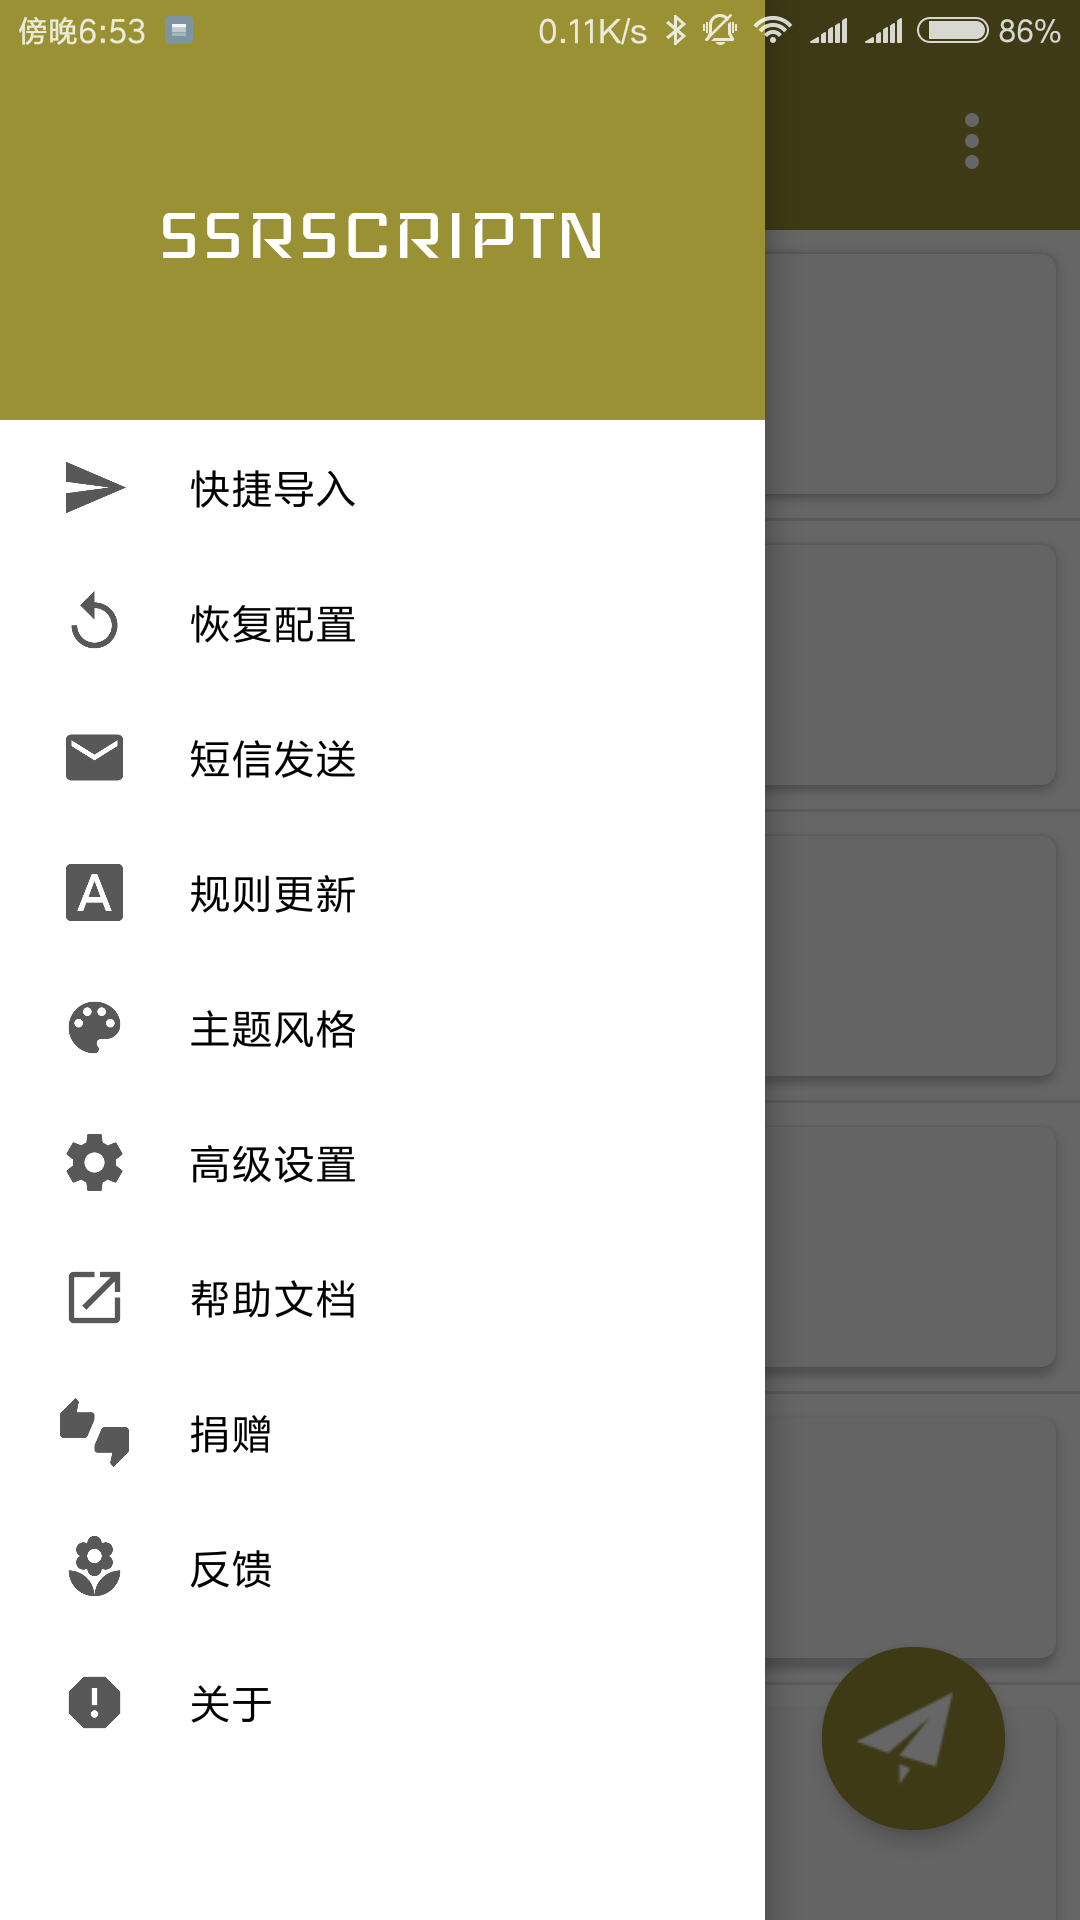 傍晚6:53 0.11K/s 86%
SSRSCRIPTN
快捷导入
恢复配置
短信发送
规则更新
主题风格
高级设置
帮助文档
捐赠
反馈
关于